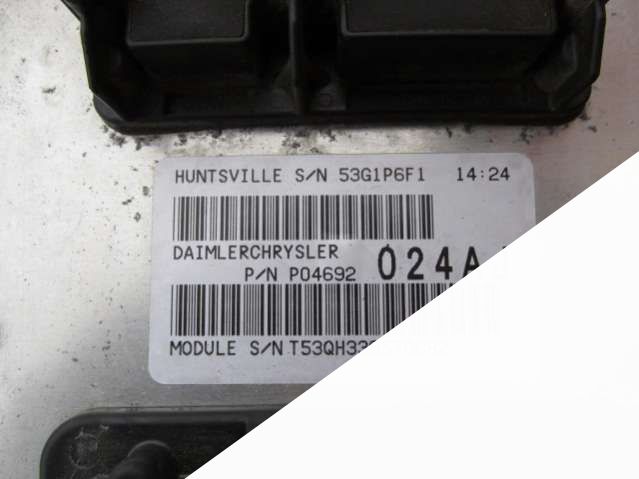 HUNTSVILLE S/N 53G1P6F1 14:24
DAIMLERCHRYSLER
P/N P04692 024A
MODULE S/N